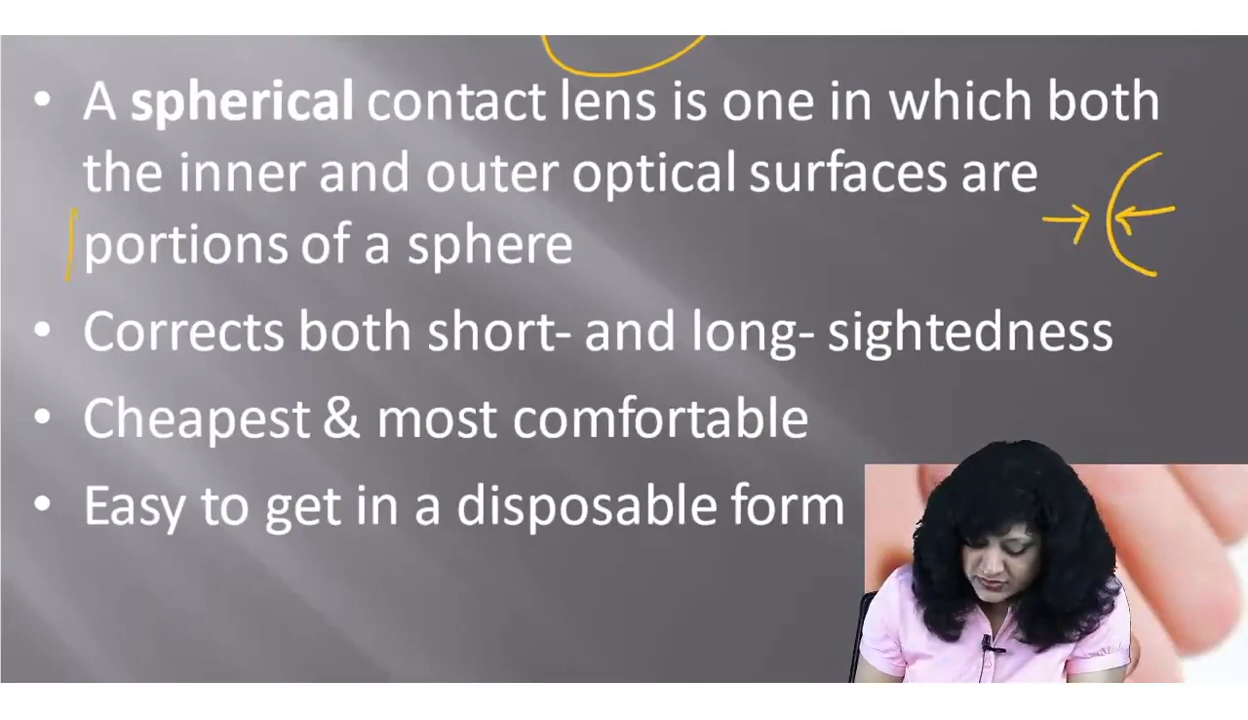 • A spherical contact lens is one in which both
the inner and outer optical surfaces are
portions of a sphere
• Corrects both short- and long- sightedness
• Cheapest & most comfortable
• Easy to get in a disposable form